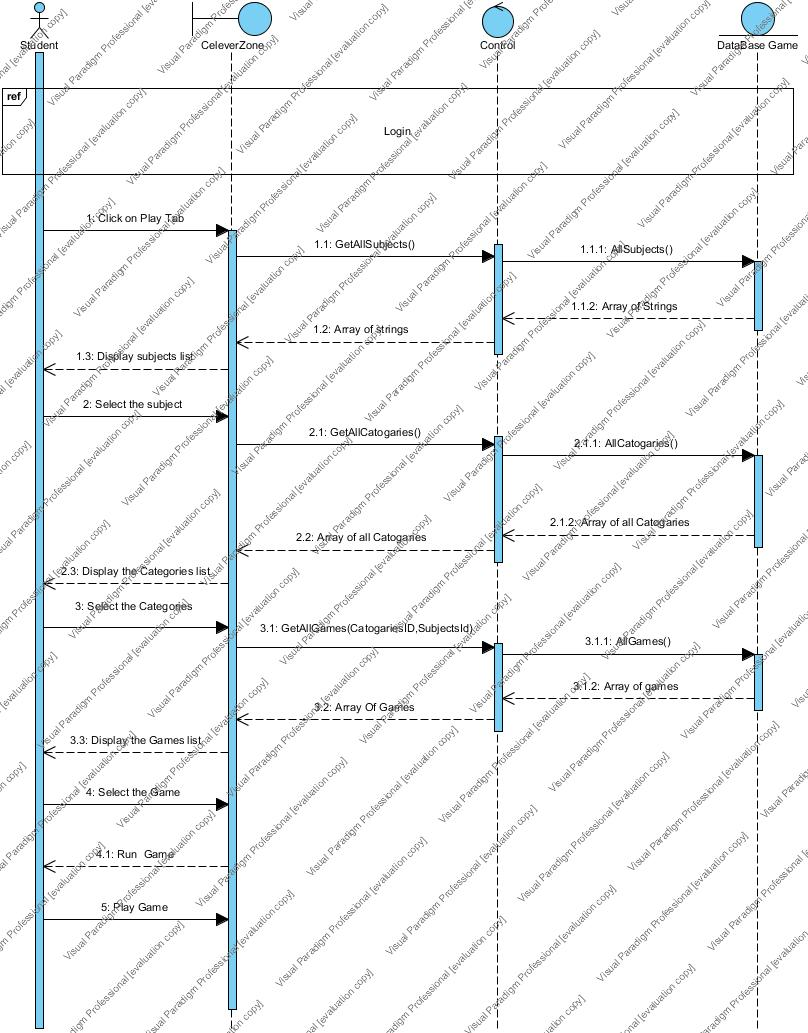 Student
CeleverZone
Control
DataBase Game
ref
Login
1: Click on Play Tab
1.1: GetAllSubjects()
1.1.1: AllSubjects()
1.1.2: Array of Strings
1.2: Array of strings
1.3: Display subjects list
2: Select the subject
2.1: GetAllCatogaries()
2.1.1: AllCatogaries()
2.1.2: Array of all Catogaries
2.2: Array of all Catogaries
2.3: Display the Categories list
3: Select the Categories
3.1: GetAllGames(CatogariesID,SubjectsId)
3.1.1: AllGames()
3.1.2: Array of games
3.2: Array Of Games
3.3: Display the Games list
4: Select the Game
4.1: Run Game
5: Play Game
Visual Paradigm Professional [evaluation copy]